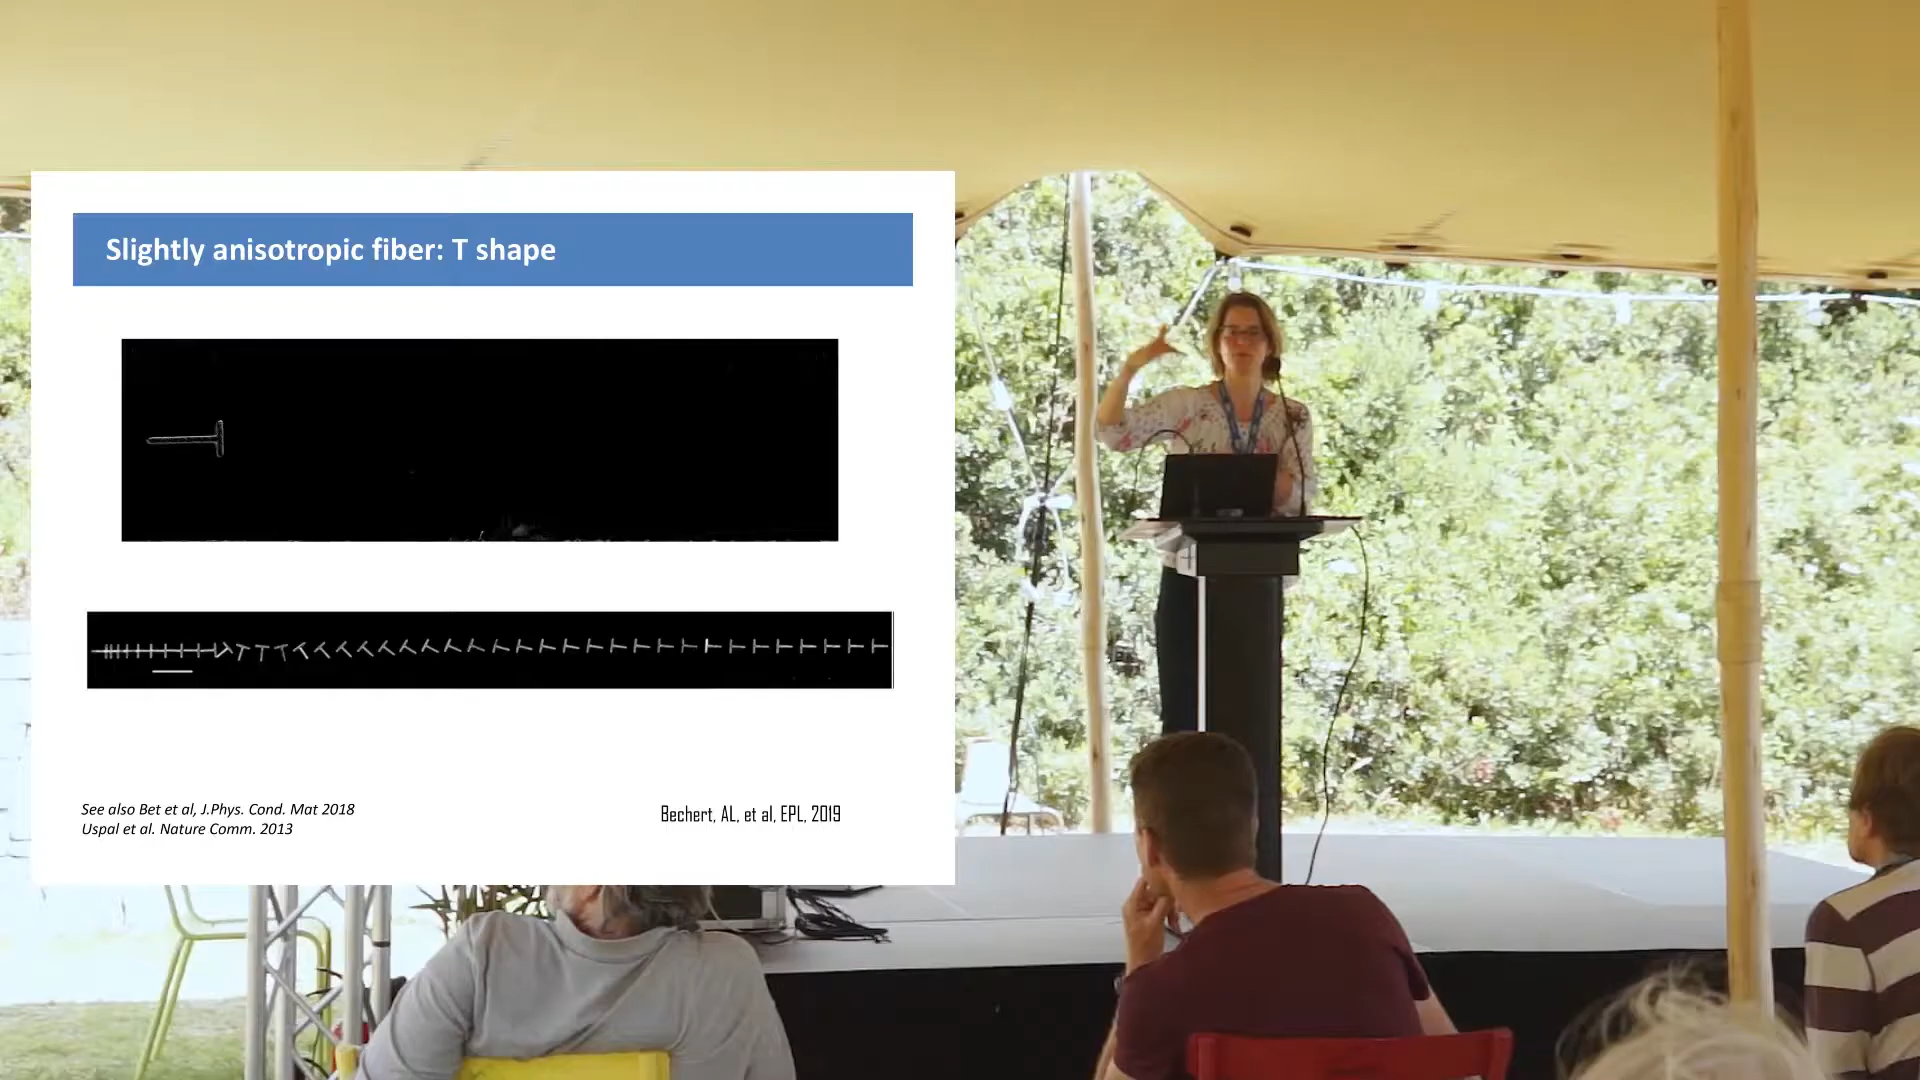 Slightly anisotropic fiber: T shape
See also Bet et al, J.Phys. Cond. Mat 2018
Uspal et al. Nature Comm. 2013
Bechert, AL, et al, EPL, 2019